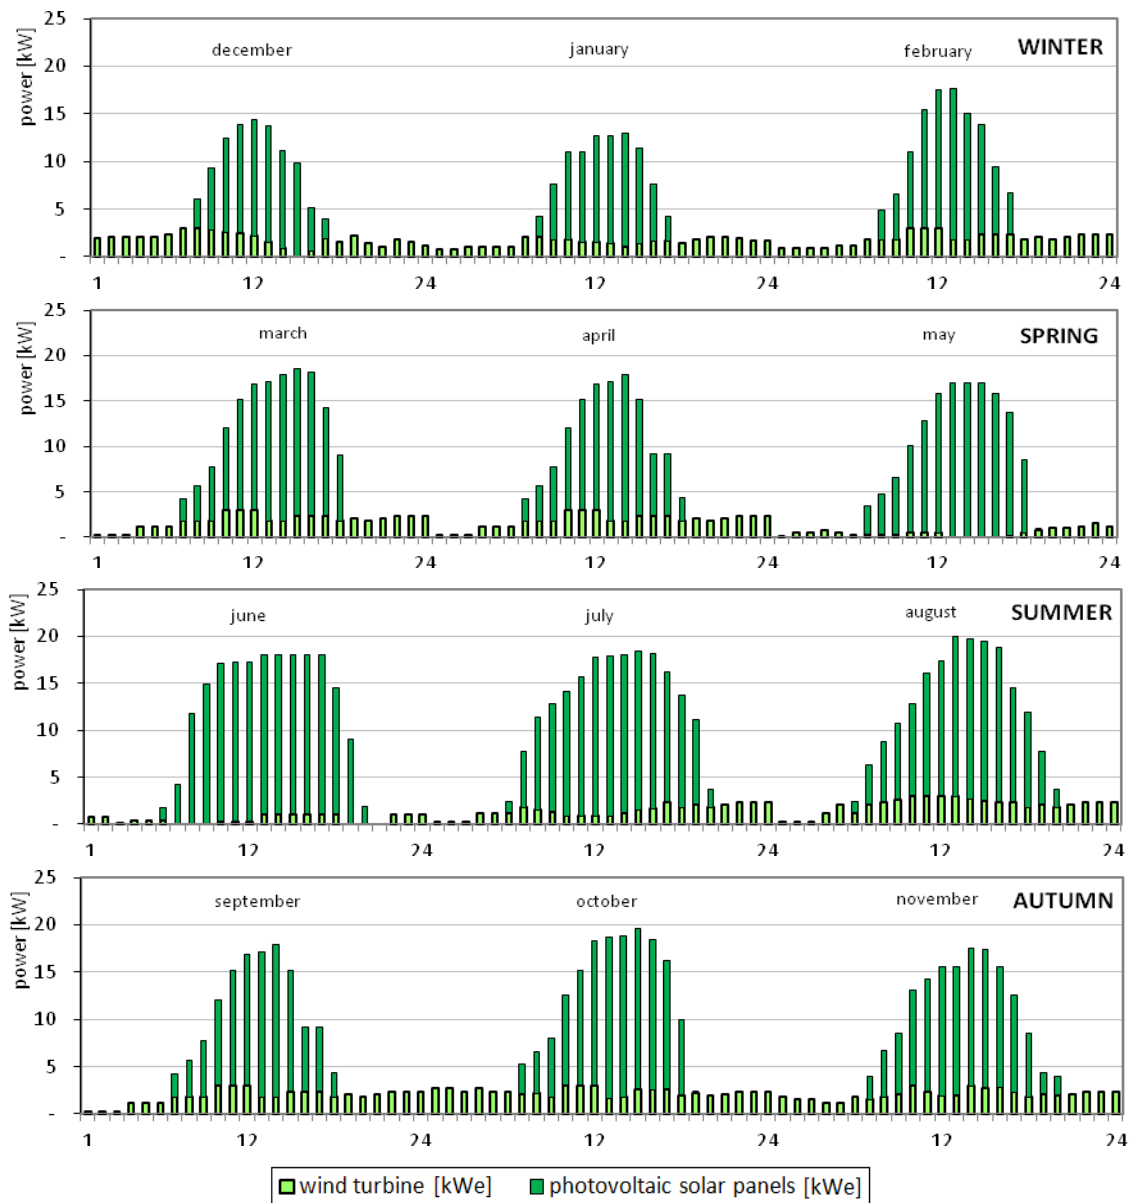 25
december january february WINTER
20
15
10
5
-
power [kW]
1 12 24 12 24 12 24
25
march april may SPRING
20
15
10
5
-
power [kW]
1 12 24 12 24 12 24
25
june july august SUMMER
20
15
10
5
-
power [kW]
1 12 24 12 24 12 24
25
september october november AUTUMN
20
15
10
5
-
power [kW]
1 12 24 12 24 12 24
wind turbine [kWe] photovoltaic solar panels [kWe]